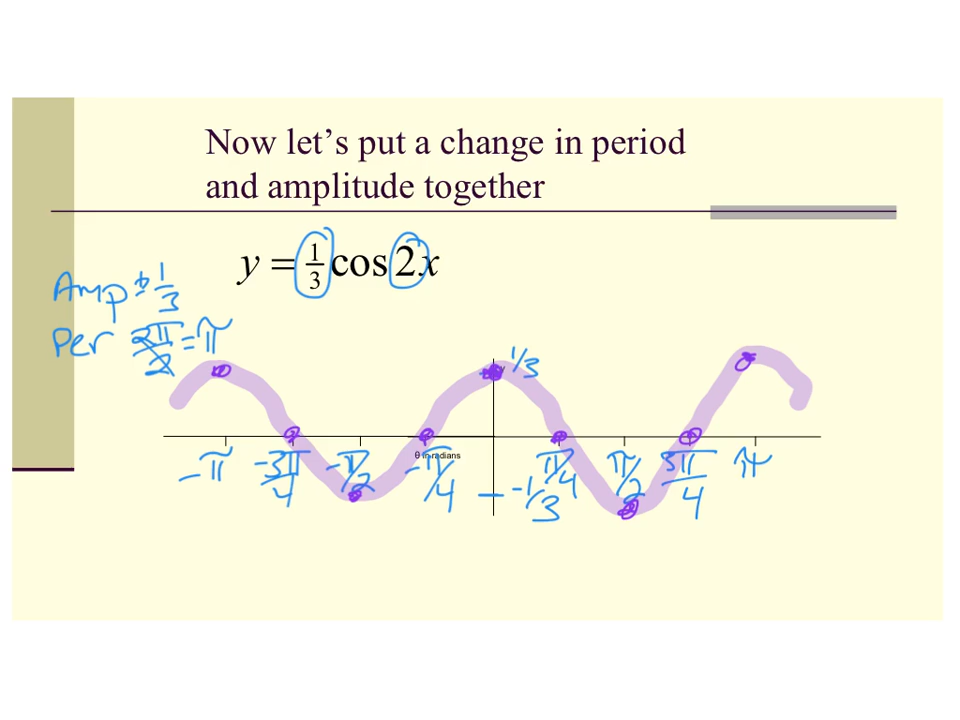 Now let's put a change in period
and amplitude together
y = 1/3 cos 2x
Amp ± 1/3
Per 2π/2 = π
1/3
θ in radians
-π -3π/4 -π/2 -π/4 π/4 π/2 3π/4 π
-1/3